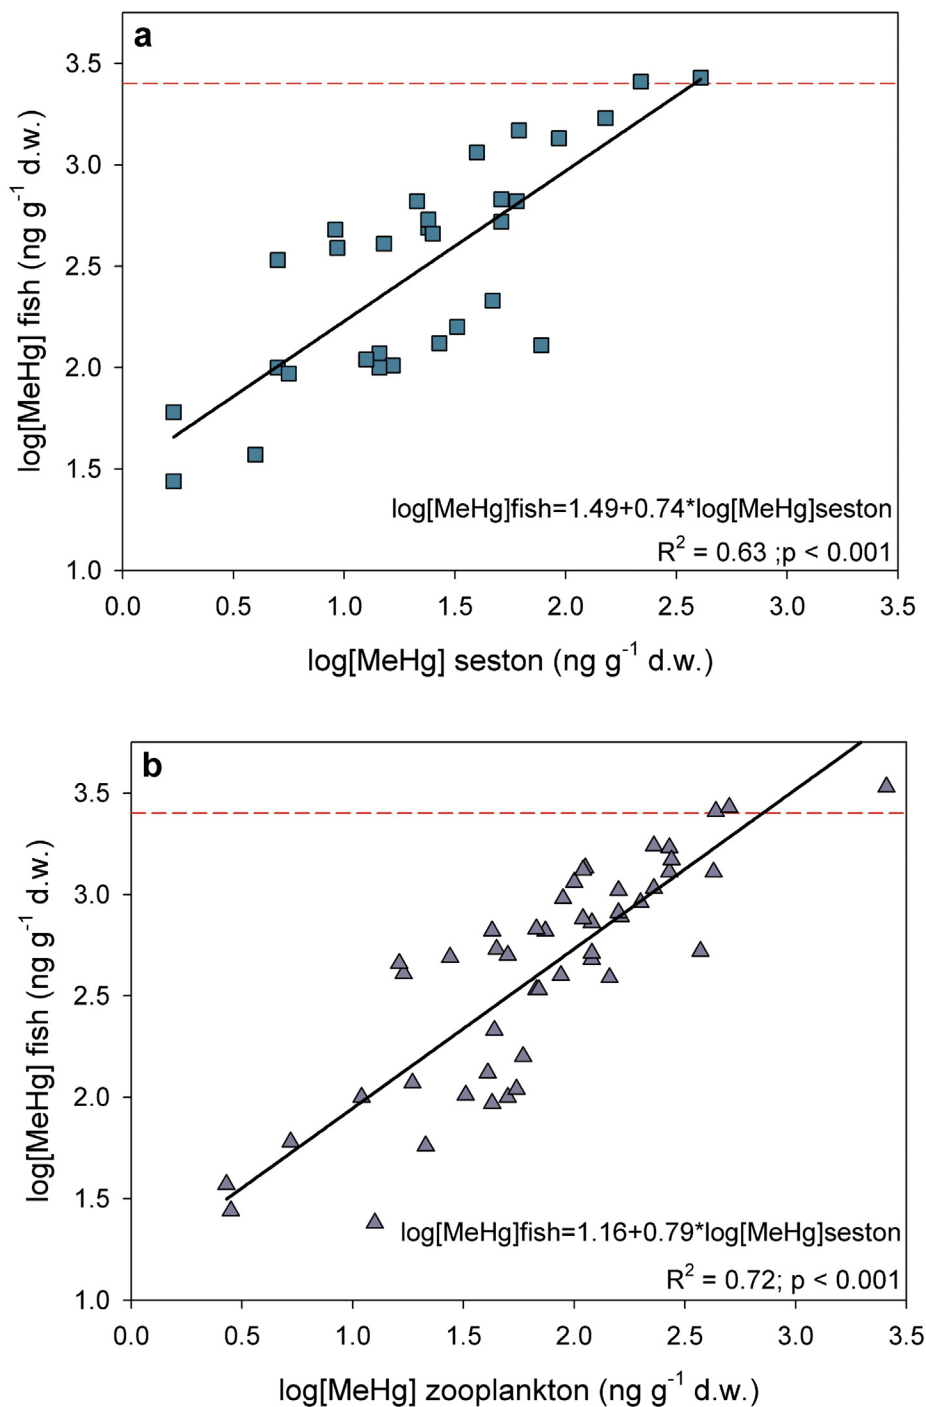 a
3.5
3.0
2.5
2.0
1.5
1.0
log[MeHg] fish (ng g⁻¹ d.w.)
log[MeHg]fish=1.49+0.74*log[MeHg]seston
R² = 0.63 ;p < 0.001
0.0 0.5 1.0 1.5 2.0 2.5 3.0 3.5
log[MeHg] seston (ng g⁻¹ d.w.)
b
3.5
3.0
2.5
2.0
1.5
1.0
log[MeHg] fish (ng g⁻¹ d.w.)
log[MeHg]fish=1.16+0.79*log[MeHg]seston
R² = 0.72; p < 0.001
0.0 0.5 1.0 1.5 2.0 2.5 3.0 3.5
log[MeHg] zooplankton (ng g⁻¹ d.w.)